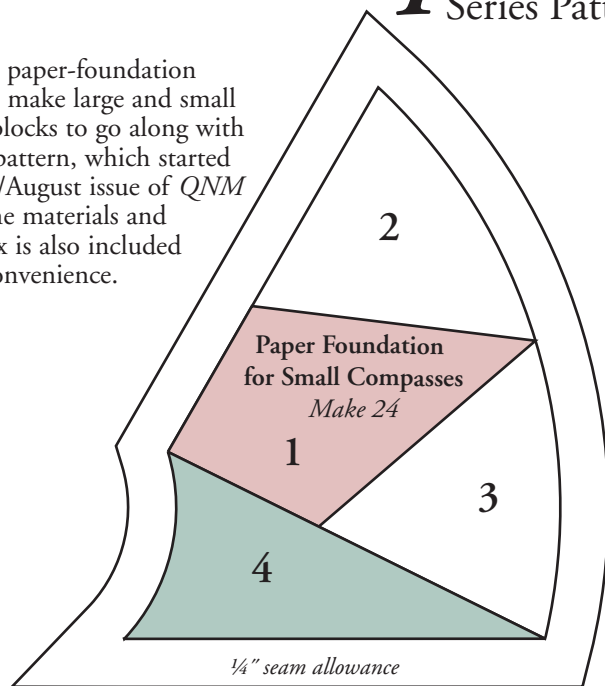 Series Patt
paper-foundation
make large and small
locks to go along with
pattern, which started
/August issue of QNM
ne materials and
x is also included
onvenience.
2
Paper Foundation
for Small Compasses
Make 24
1
3
4
¼″ seam allowance